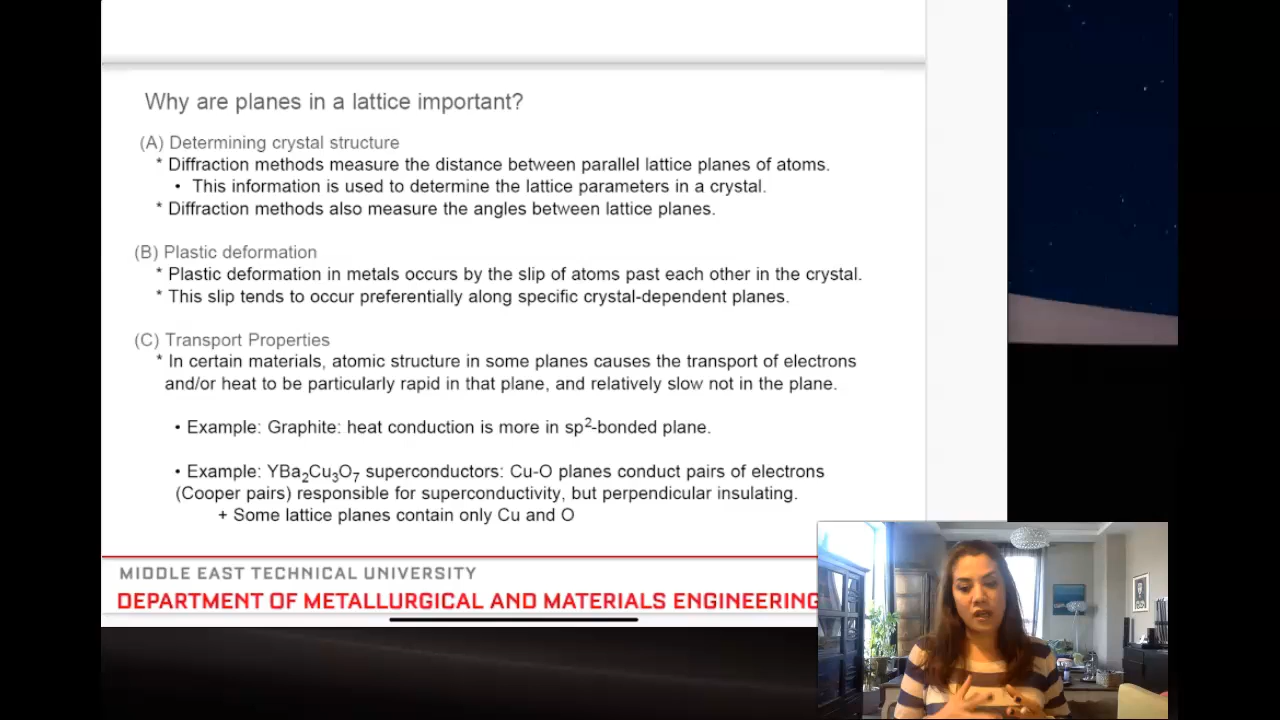 Why are planes in a lattice important?
(A) Determining crystal structure
* Diffraction methods measure the distance between parallel lattice planes of atoms.
• This information is used to determine the lattice parameters in a crystal.
* Diffraction methods also measure the angles between lattice planes.
(B) Plastic deformation
* Plastic deformation in metals occurs by the slip of atoms past each other in the crystal.
* This slip tends to occur preferentially along specific crystal-dependent planes.
(C) Transport Properties
* In certain materials, atomic structure in some planes causes the transport of electrons
and/or heat to be particularly rapid in that plane, and relatively slow not in the plane.
• Example: Graphite: heat conduction is more in sp²-bonded plane.
• Example: YBa₂Cu₃O₇ superconductors: Cu-O planes conduct pairs of electrons
(Cooper pairs) responsible for superconductivity, but perpendicular insulating.
+ Some lattice planes contain only Cu and O
MIDDLE EAST TECHNICAL UNIVERSITY
DEPARTMENT OF METALLURGICAL AND MATERIALS ENGINEERING